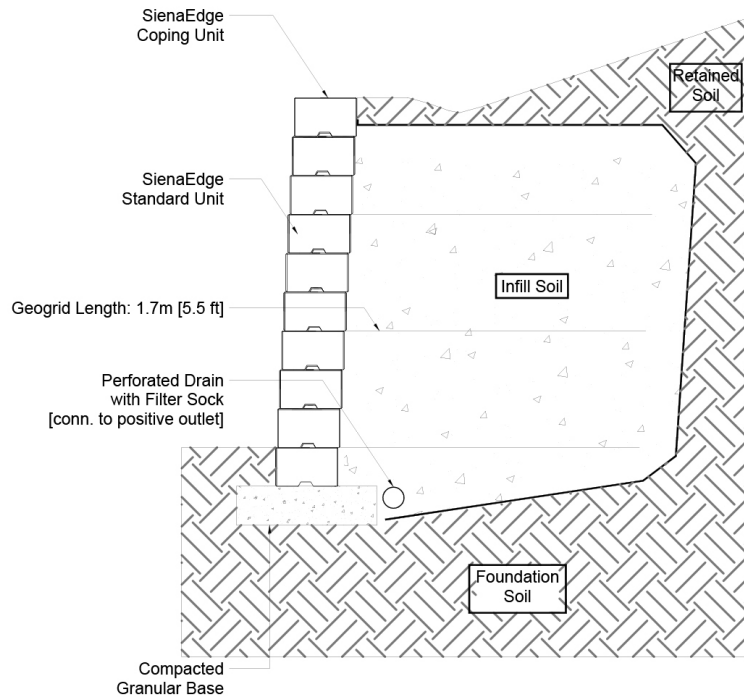 SienaEdge
Coping Unit
Retained
Soil
SienaEdge
Standard Unit
Infill Soil
Geogrid Length: 1.7m [5.5 ft]
Perforated Drain
with Filter Sock
[conn. to positive outlet]
Foundation
Soil
Compacted
Granular Base